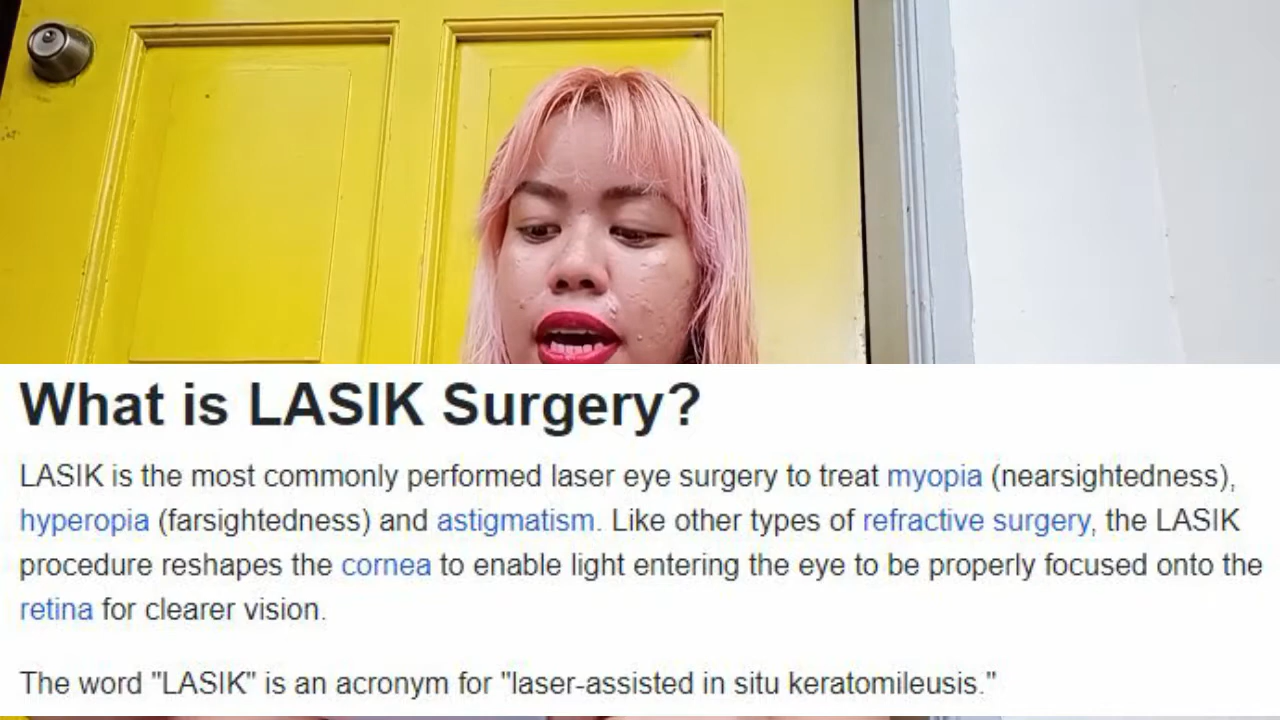 What is LASIK Surgery?
LASIK is the most commonly performed laser eye surgery to treat myopia (nearsightedness),
hyperopia (farsightedness) and astigmatism. Like other types of refractive surgery, the LASIK
procedure reshapes the cornea to enable light entering the eye to be properly focused onto the
retina for clearer vision.
The word "LASIK" is an acronym for "laser-assisted in situ keratomileusis."